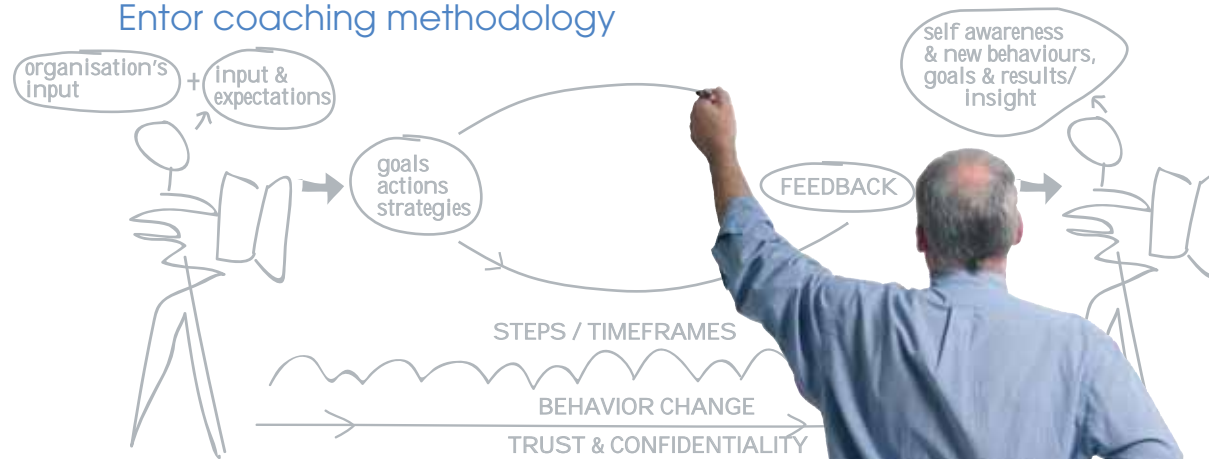 Entor coaching methodology
organisation's
input
+
input &
expectations
goals
actions
strategies
FEEDBACK
self awareness
& new behaviours,
goals & results/
insight
STEPS / TIMEFRAMES
BEHAVIOR CHANGE
TRUST & CONFIDENTIALITY